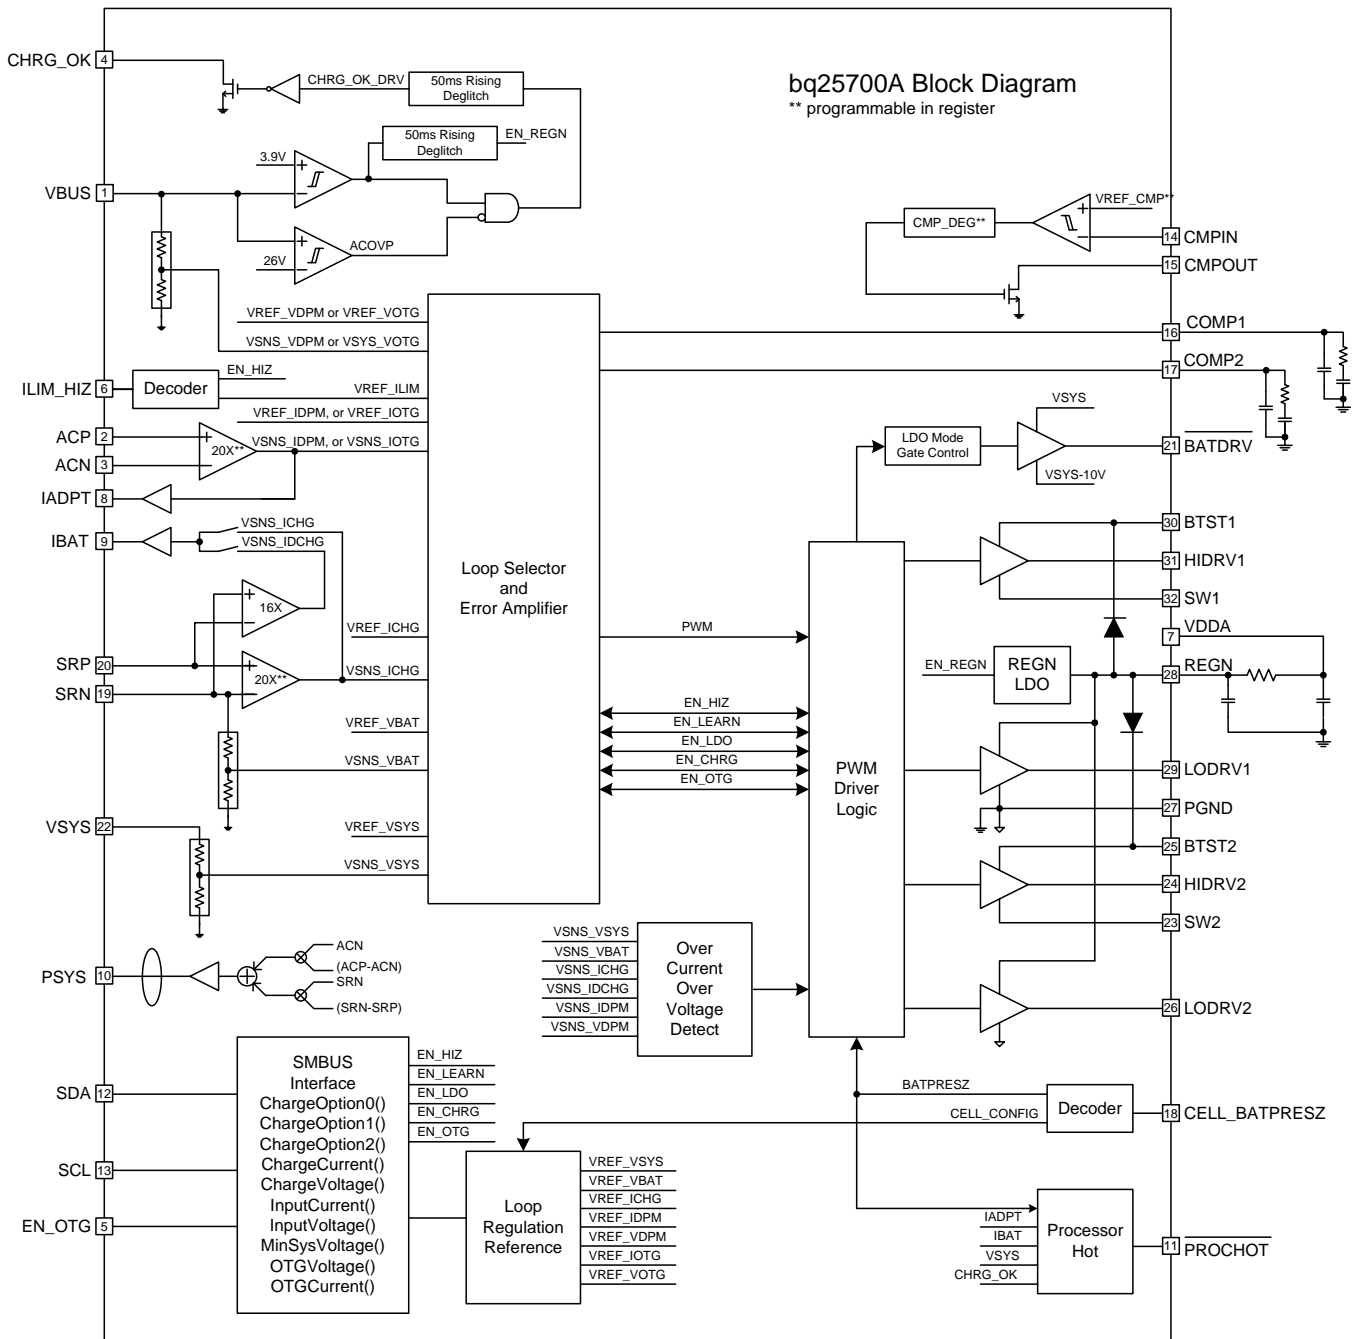 bq25700A Block Diagram
** programmable in register
CHRG_OK 4
CHRG_OK_DRV
50ms Rising
Deglitch
50ms Rising
Deglitch
EN_REGN
3.9V
VBUS 1
ACOVP
26V
VREF_CMP**
CMP_DEG**
14 CMPIN
15 CMPOUT
VREF_VDPM or VREF_VOTG
VSNS_VDPM or VSYS_VOTG
16 COMP1
17 COMP2
ILIM_HIZ 6
Decoder
EN_HIZ
VREF_ILIM
VREF_IDPM, or VREF_IOTG
ACP 2
20X**
VSNS_IDPM, or VSNS_IOTG
ACN 3
IADPT 8
VSYS
LDO Mode
Gate Control
VSYS-10V
21 BATDRV
IBAT 9
VSNS_ICHG
VSNS_IDCHG
16X
Loop Selector
and
Error Amplifier
VREF_ICHG
PWM
SRP 20
SRN 19
20X**
VSNS_ICHG
VREF_VBAT
VSNS_VBAT
EN_HIZ
EN_LEARN
EN_LDO
EN_CHRG
EN_OTG
PWM
Driver
Logic
30 BTST1
31 HIDRV1
32 SW1
7 VDDA
EN_REGN
REGN
LDO
28 REGN
29 LODRV1
27 PGND
25 BTST2
24 HIDRV2
23 SW2
26 LODRV2
VSYS 22
VREF_VSYS
VSNS_VSYS
PSYS 10
ACN
(ACP-ACN)
SRN
(SRN-SRP)
VSNS_VSYS
VSNS_VBAT
VSNS_ICHG
VSNS_IDCHG
VSNS_IDPM
VSNS_VDPM
Over
Current
Over
Voltage
Detect
SDA 12
SCL 13
EN_OTG 5
SMBUS
Interface
ChargeOption0()
ChargeOption1()
ChargeOption2()
ChargeCurrent()
ChargeVoltage()
InputCurrent()
InputVoltage()
MinSysVoltage()
OTGVoltage()
OTGCurrent()
EN_HIZ
EN_LEARN
EN_LDO
EN_CHRG
EN_OTG
Loop
Regulation
Reference
VREF_VSYS
VREF_VBAT
VREF_ICHG
VREF_IDPM
VREF_VDPM
VREF_IOTG
VREF_VOTG
BATPRESZ
CELL_CONFIG
Decoder
18 CELL_BATPRESZ
IADPT
IBAT
VSYS
CHRG_OK
Processor
Hot
11 PROCHOT